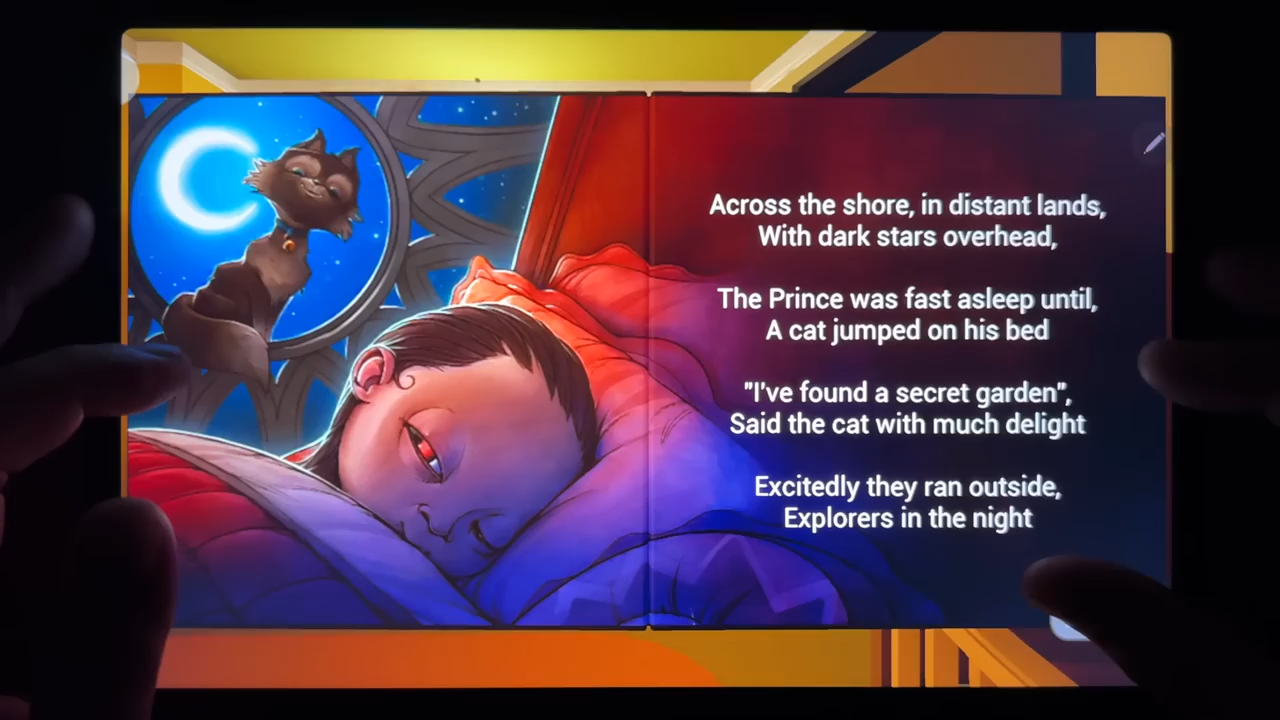 Across the shore, in distant lands,
With dark stars overhead,
The Prince was fast asleep until,
A cat jumped on his bed
"I've found a secret garden",
Said the cat with much delight
Excitedly they ran outside,
Explorers in the night